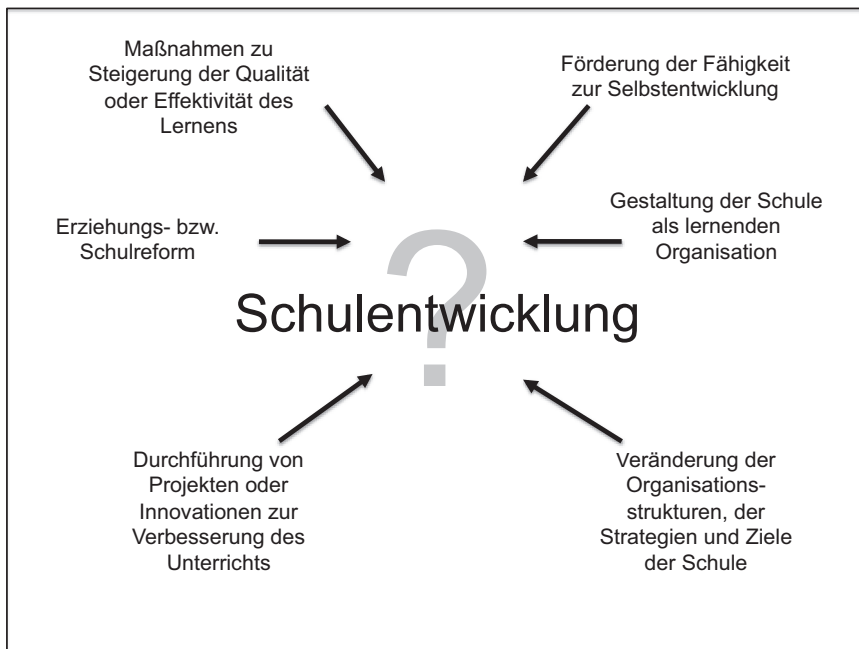 Maßnahmen zu
Steigerung der Qualität
oder Effektivität des
Lernens
Förderung der Fähigkeit
zur Selbstentwicklung
Erziehungs- bzw.
Schulreform
Gestaltung der Schule
als lernenden
Organisation
?
Schulentwicklung
Durchführung von
Projekten oder
Innovationen zur
Verbesserung des
Unterrichts
Veränderung der
Organisations-
strukturen, der
Strategien und Ziele
der Schule